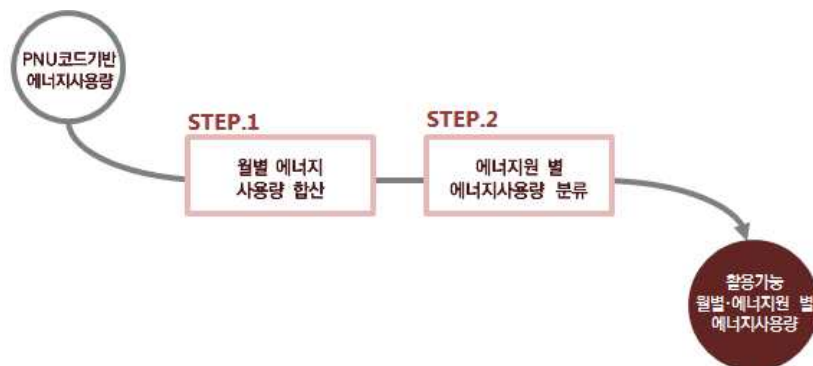 PNU코드기반
에너지사용량
STEP.1
월별 에너지
사용량 합산
STEP.2
에너지원 별
에너지사용량 분류
활용가능
월별·에너지원 별
에너지사용량